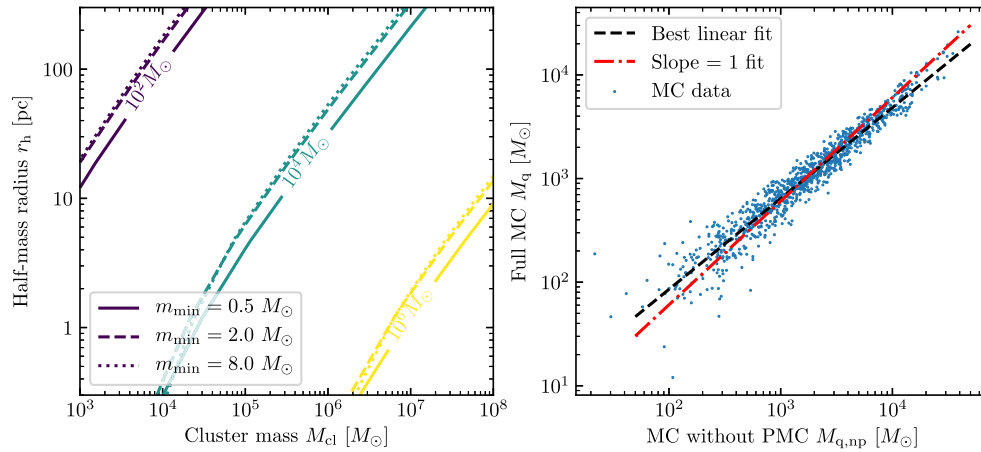 100
10
1
Half-mass radius $r_{\rm h}$ [pc]
$10^2 M_\odot$
$10^4 M_\odot$
$10^6 M_\odot$
$m_{\rm min} = 0.5\ M_\odot$
$m_{\rm min} = 2.0\ M_\odot$
$m_{\rm min} = 8.0\ M_\odot$
$10^3$ $10^4$ $10^5$ $10^6$ $10^7$ $10^8$
Cluster mass $M_{\rm cl}$ [$M_\odot$]
$10^4$
$10^3$
$10^2$
$10^1$
Full MC $M_{\rm q}$ [$M_\odot$]
Best linear fit
Slope = 1 fit
MC data
$10^2$ $10^3$ $10^4$
MC without PMC $M_{\rm q,np}$ [$M_\odot$]